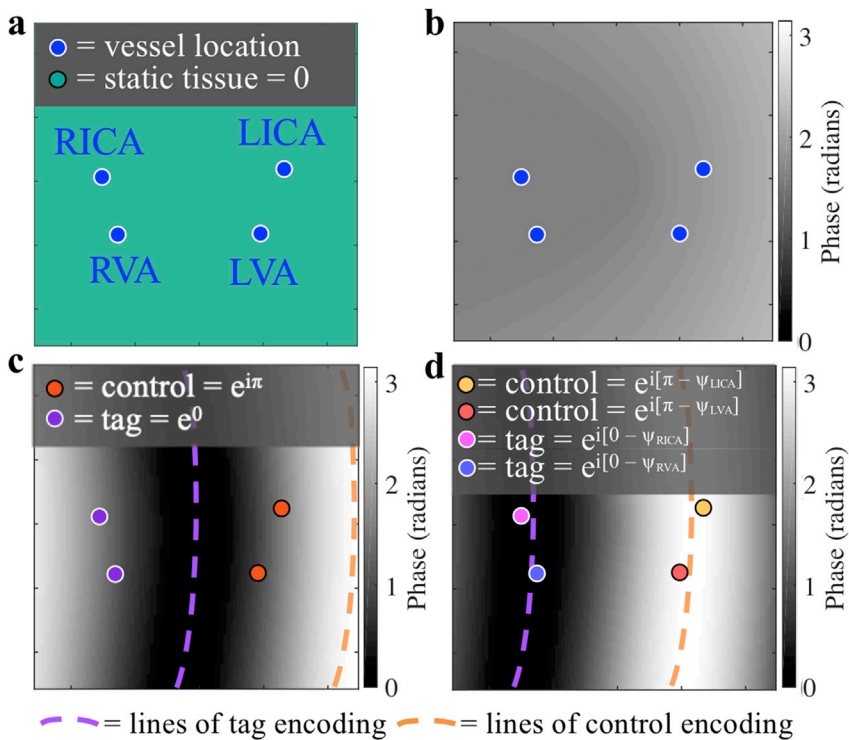 a
= vessel location
= static tissue = 0
RICA
LICA
RVA
LVA
b
3
2
1
0
Phase (radians)
c
= control = e^iπ
= tag = e^0
3
2
1
0
Phase (radians)
d
= control = e^i[π − ψLICA]
= control = e^i[π − ψLVA]
= tag = e^i[0 − ψRICA]
= tag = e^i[0 − ψRVA]
3
2
1
0
Phase (radians)
= lines of tag encoding
= lines of control encoding